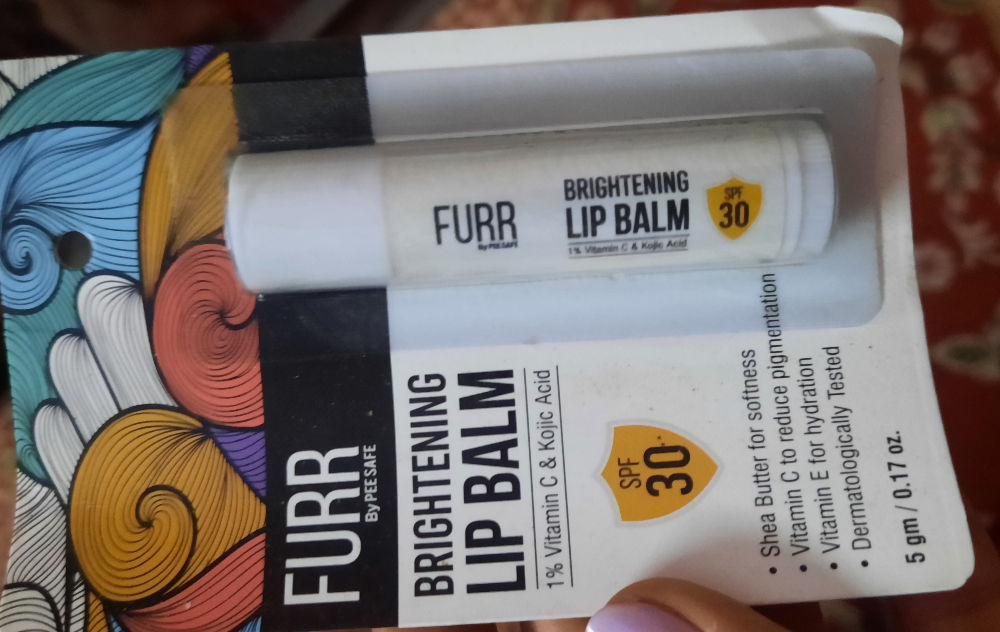 FURR
By PEE SAFE
BRIGHTENING
LIP BALM
1% Vitamin C & Kojic Acid
SPF
30
FURR
By PEE SAFE
BRIGHTENING
LIP BALM
1% Vitamin C & Kojic Acid
SPF
30**
• Shea Butter for softness
• Vitamin C to reduce pigmentation
• Vitamin E for hydration
• Dermatologically Tested
5 gm / 0.17 oz.